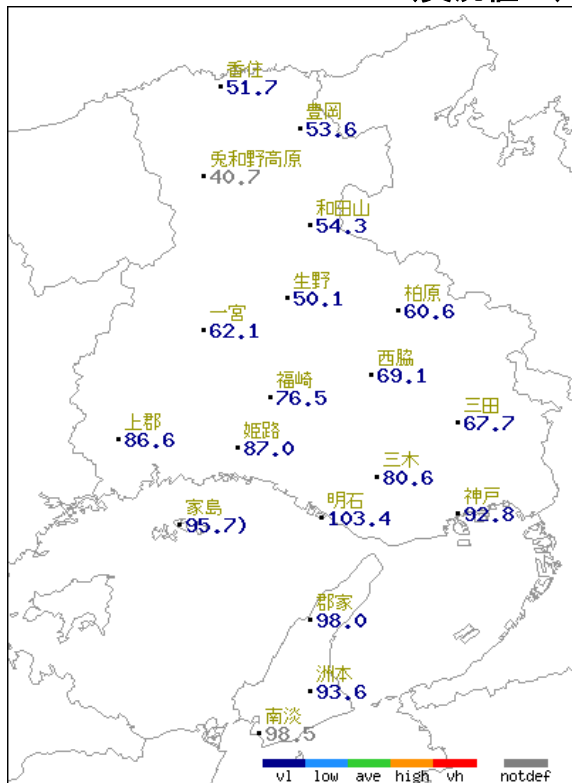 香住
51.7
豊岡
53.6
兎和野高原
40.7
和田山
54.3
生野
50.1
柏原
60.6
一宮
62.1
西脇
69.1
福崎
76.5
三田
67.7
上郡
86.6
姫路
87.0
三木
80.6
家島
95.7)
明石
103.4
神戸
92.8
郡家
98.0
洲本
93.6
南淡
98.5
vl low ave high vh notdef